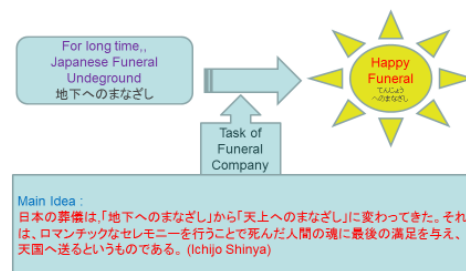 For long time,,
Japanese Funeral
Undeground
地下へのまなざし
Happy
Funeral
てんじょう
へのまなざし
Task of
Funeral
Company
Main Idea :
日本の葬儀は,「地下へのまなざし」から「天上へのまなざし」に変わってきた。それ
は、ロマンチックなセレモニーを行うことで死んだ人間の魂に最後の満足を与え、
天国へ送るというものである。 (Ichijo Shinya)